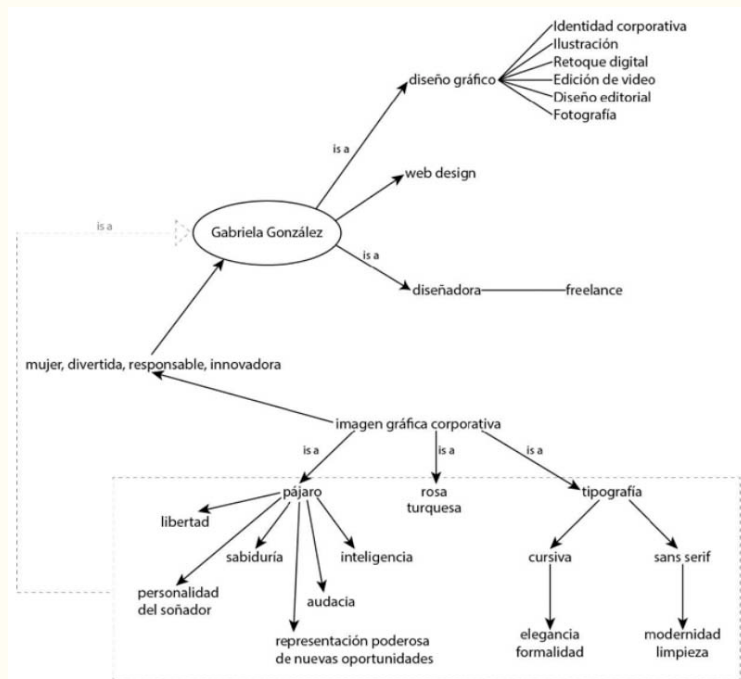 Identidad corporativa
Ilustración
Retoque digital
diseño gráfico
Edición de video
Diseño editorial
Fotografía
is a
web design
is a
Gabriela González
is a
diseñadora
freelance
mujer, divertida, responsable, innovadora
imagen gráfica corporativa
is a
is a
is a
pájaro
rosa
turquesa
tipografía
libertad
sabiduría
inteligencia
cursiva
sans serif
personalidad
del soñador
audacia
representación poderosa
de nuevas oportunidades
elegancia
formalidad
modernidad
limpieza